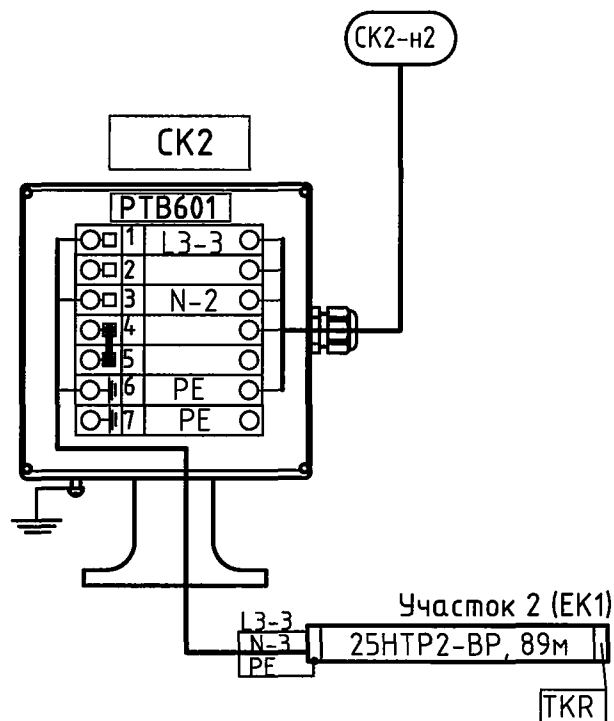 СК2-н2
СК2
РТВ601
1 L3-3
2
3 N-2
4
5
6 PE
7 PE
Участок 2 (ЕК1)
L3-3
N-3
PE
25НТР2-ВР, 89м
TKR